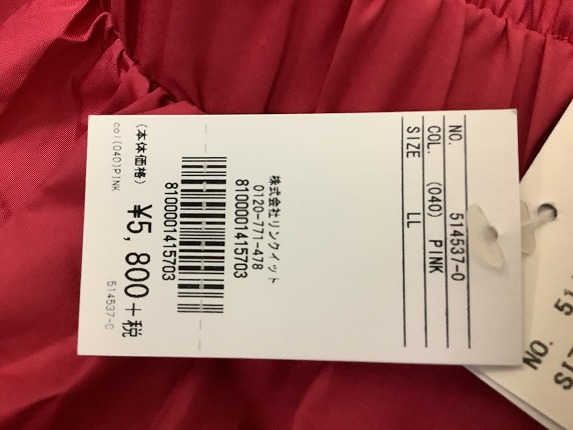 NO. 514537-0
COL. (040) PINK
SIZE LL
株式会社リンクイット
0120-771-478
8100001415703
8100001415703
(本体価格) ¥5,800+税
col(040)PINK 514537-0
NO. 51